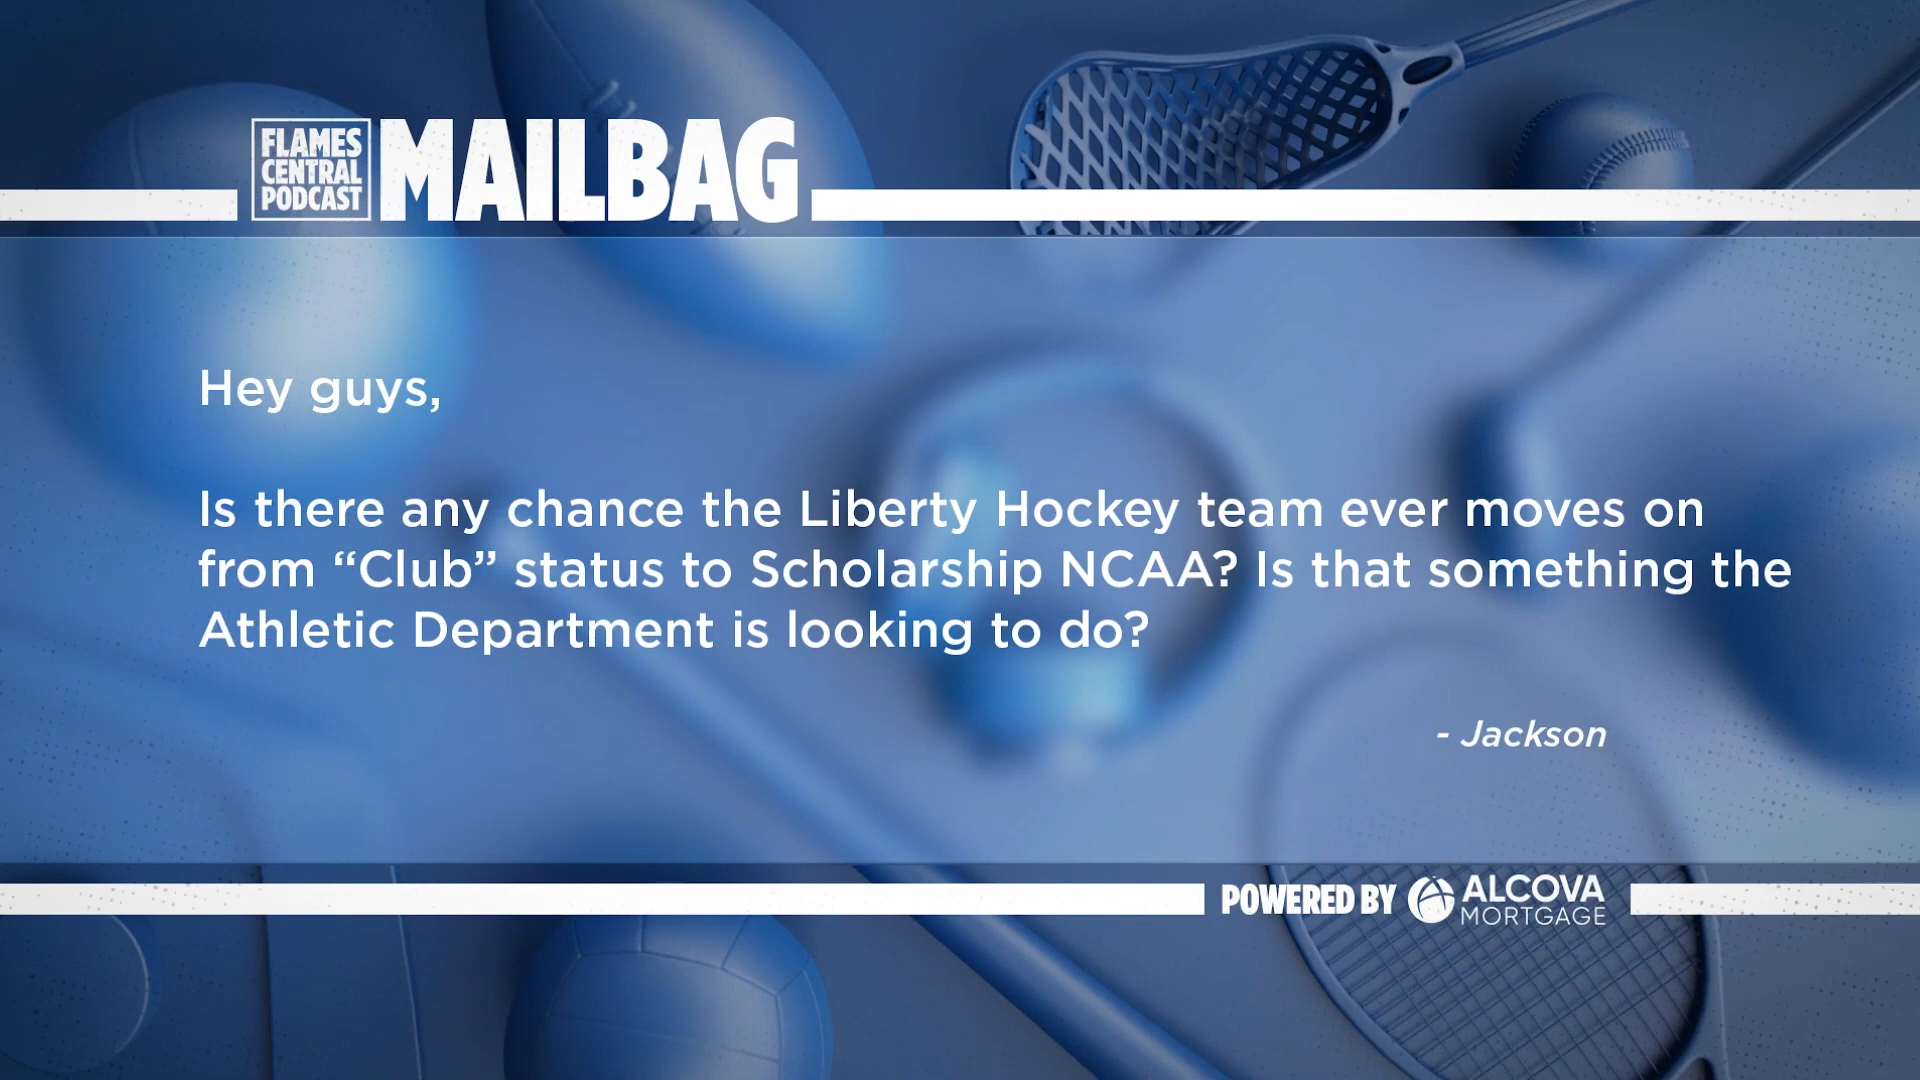 FLAMES
CENTRAL
PODCAST
MAILBAG
Hey guys,
Is there any chance the Liberty Hockey team ever moves on
from “Club” status to Scholarship NCAA? Is that something the
Athletic Department is looking to do?
- Jackson
POWERED BY ALCOVA
MORTGAGE